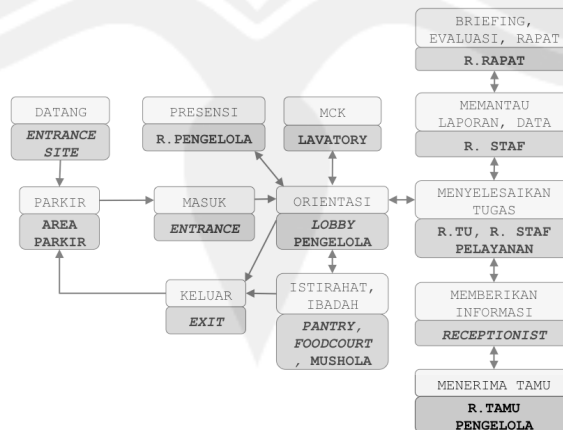 BRIEFING,
EVALUASI, RAPAT
R.RAPAT
DATANG
ENTRANCE
SITE
PRESENSI
R.PENGELOLA
MCK
LAVATORY
MEMANTAU
LAPORAN, DATA
R. STAF
PARKIR
AREA
PARKIR
MASUK
ENTRANCE
ORIENTASI
LOBBY
PENGELOLA
MENYELESAIKAN
TUGAS
R.TU, R. STAF
PELAYANAN
KELUAR
EXIT
ISTIRAHAT,
IBADAH
PANTRY,
FOODCOURT
, MUSHOLA
MEMBERIKAN
INFORMASI
RECEPTIONIST
MENERIMA TAMU
R.TAMU
PENGELOLA